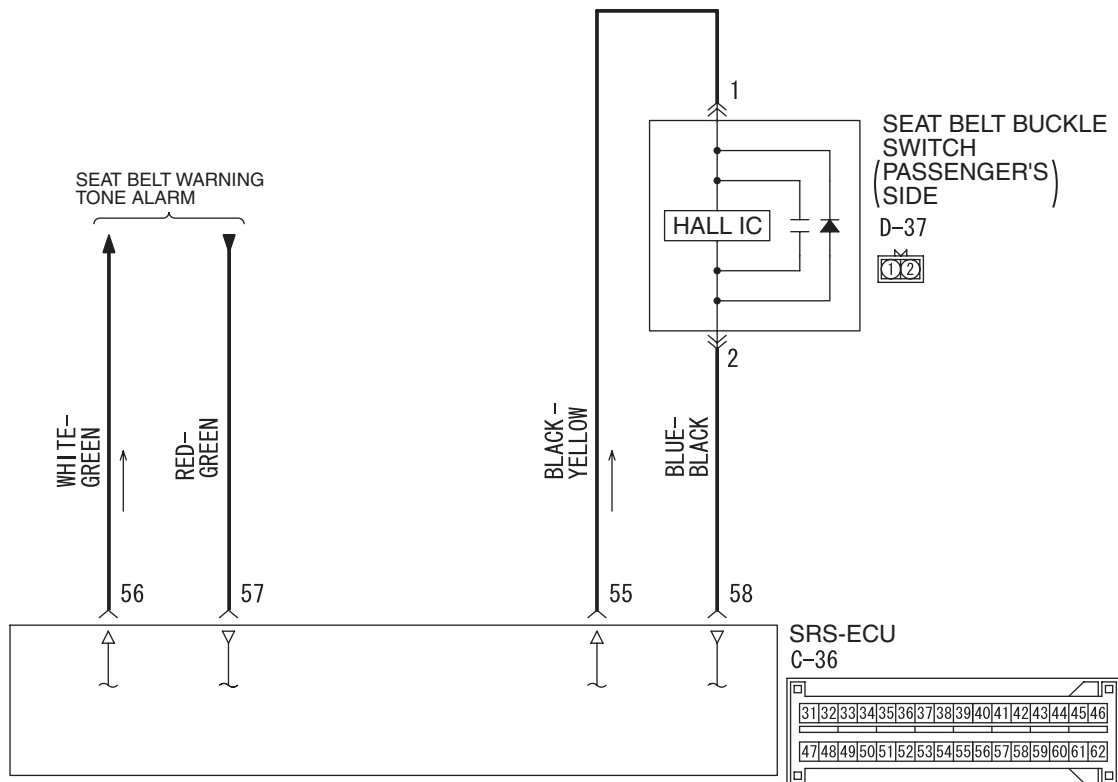 1
SEAT BELT BUCKLE
SWITCH
(PASSENGER'S
SIDE)
D-37
1 2
HALL IC
2
SEAT BELT WARNING
TONE ALARM
WHITE-
GREEN
RED-
GREEN
BLACK-
YELLOW
BLUE-
BLACK
56
57
55
58
SRS-ECU
C-36
31 32 33 34 35 36 37 38 39 40 41 42 43 44 45 46
47 48 49 50 51 52 53 54 55 56 57 58 59 60 61 62